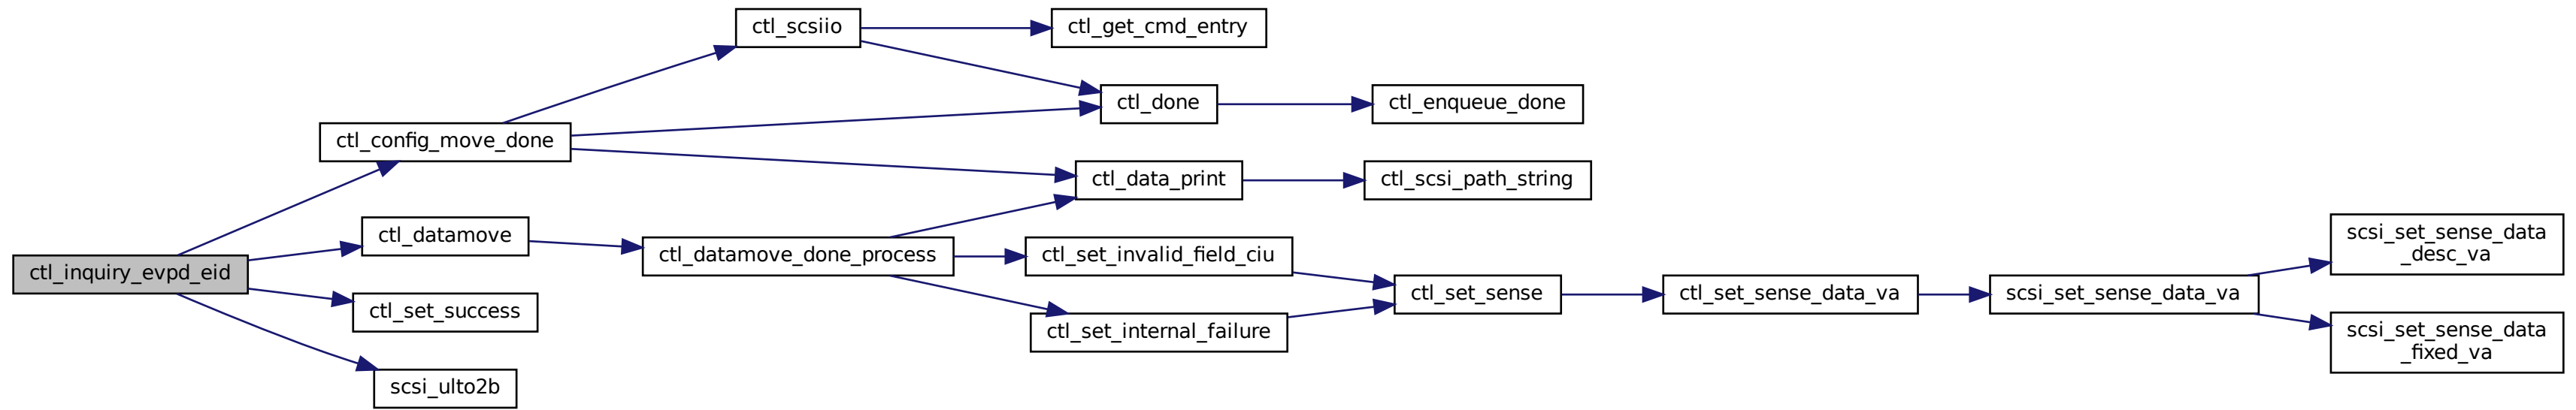 ctl_scsiio
ctl_get_cmd_entry
ctl_done
ctl_enqueue_done
ctl_config_move_done
ctl_data_print
ctl_scsi_path_string
ctl_datamove
ctl_datamove_done_process
ctl_set_invalid_field_ciu
scsi_set_sense_data
_desc_va
ctl_inquiry_evpd_eid
ctl_set_sense
ctl_set_sense_data_va
scsi_set_sense_data_va
ctl_set_success
ctl_set_internal_failure
scsi_set_sense_data
_fixed_va
scsi_ulto2b